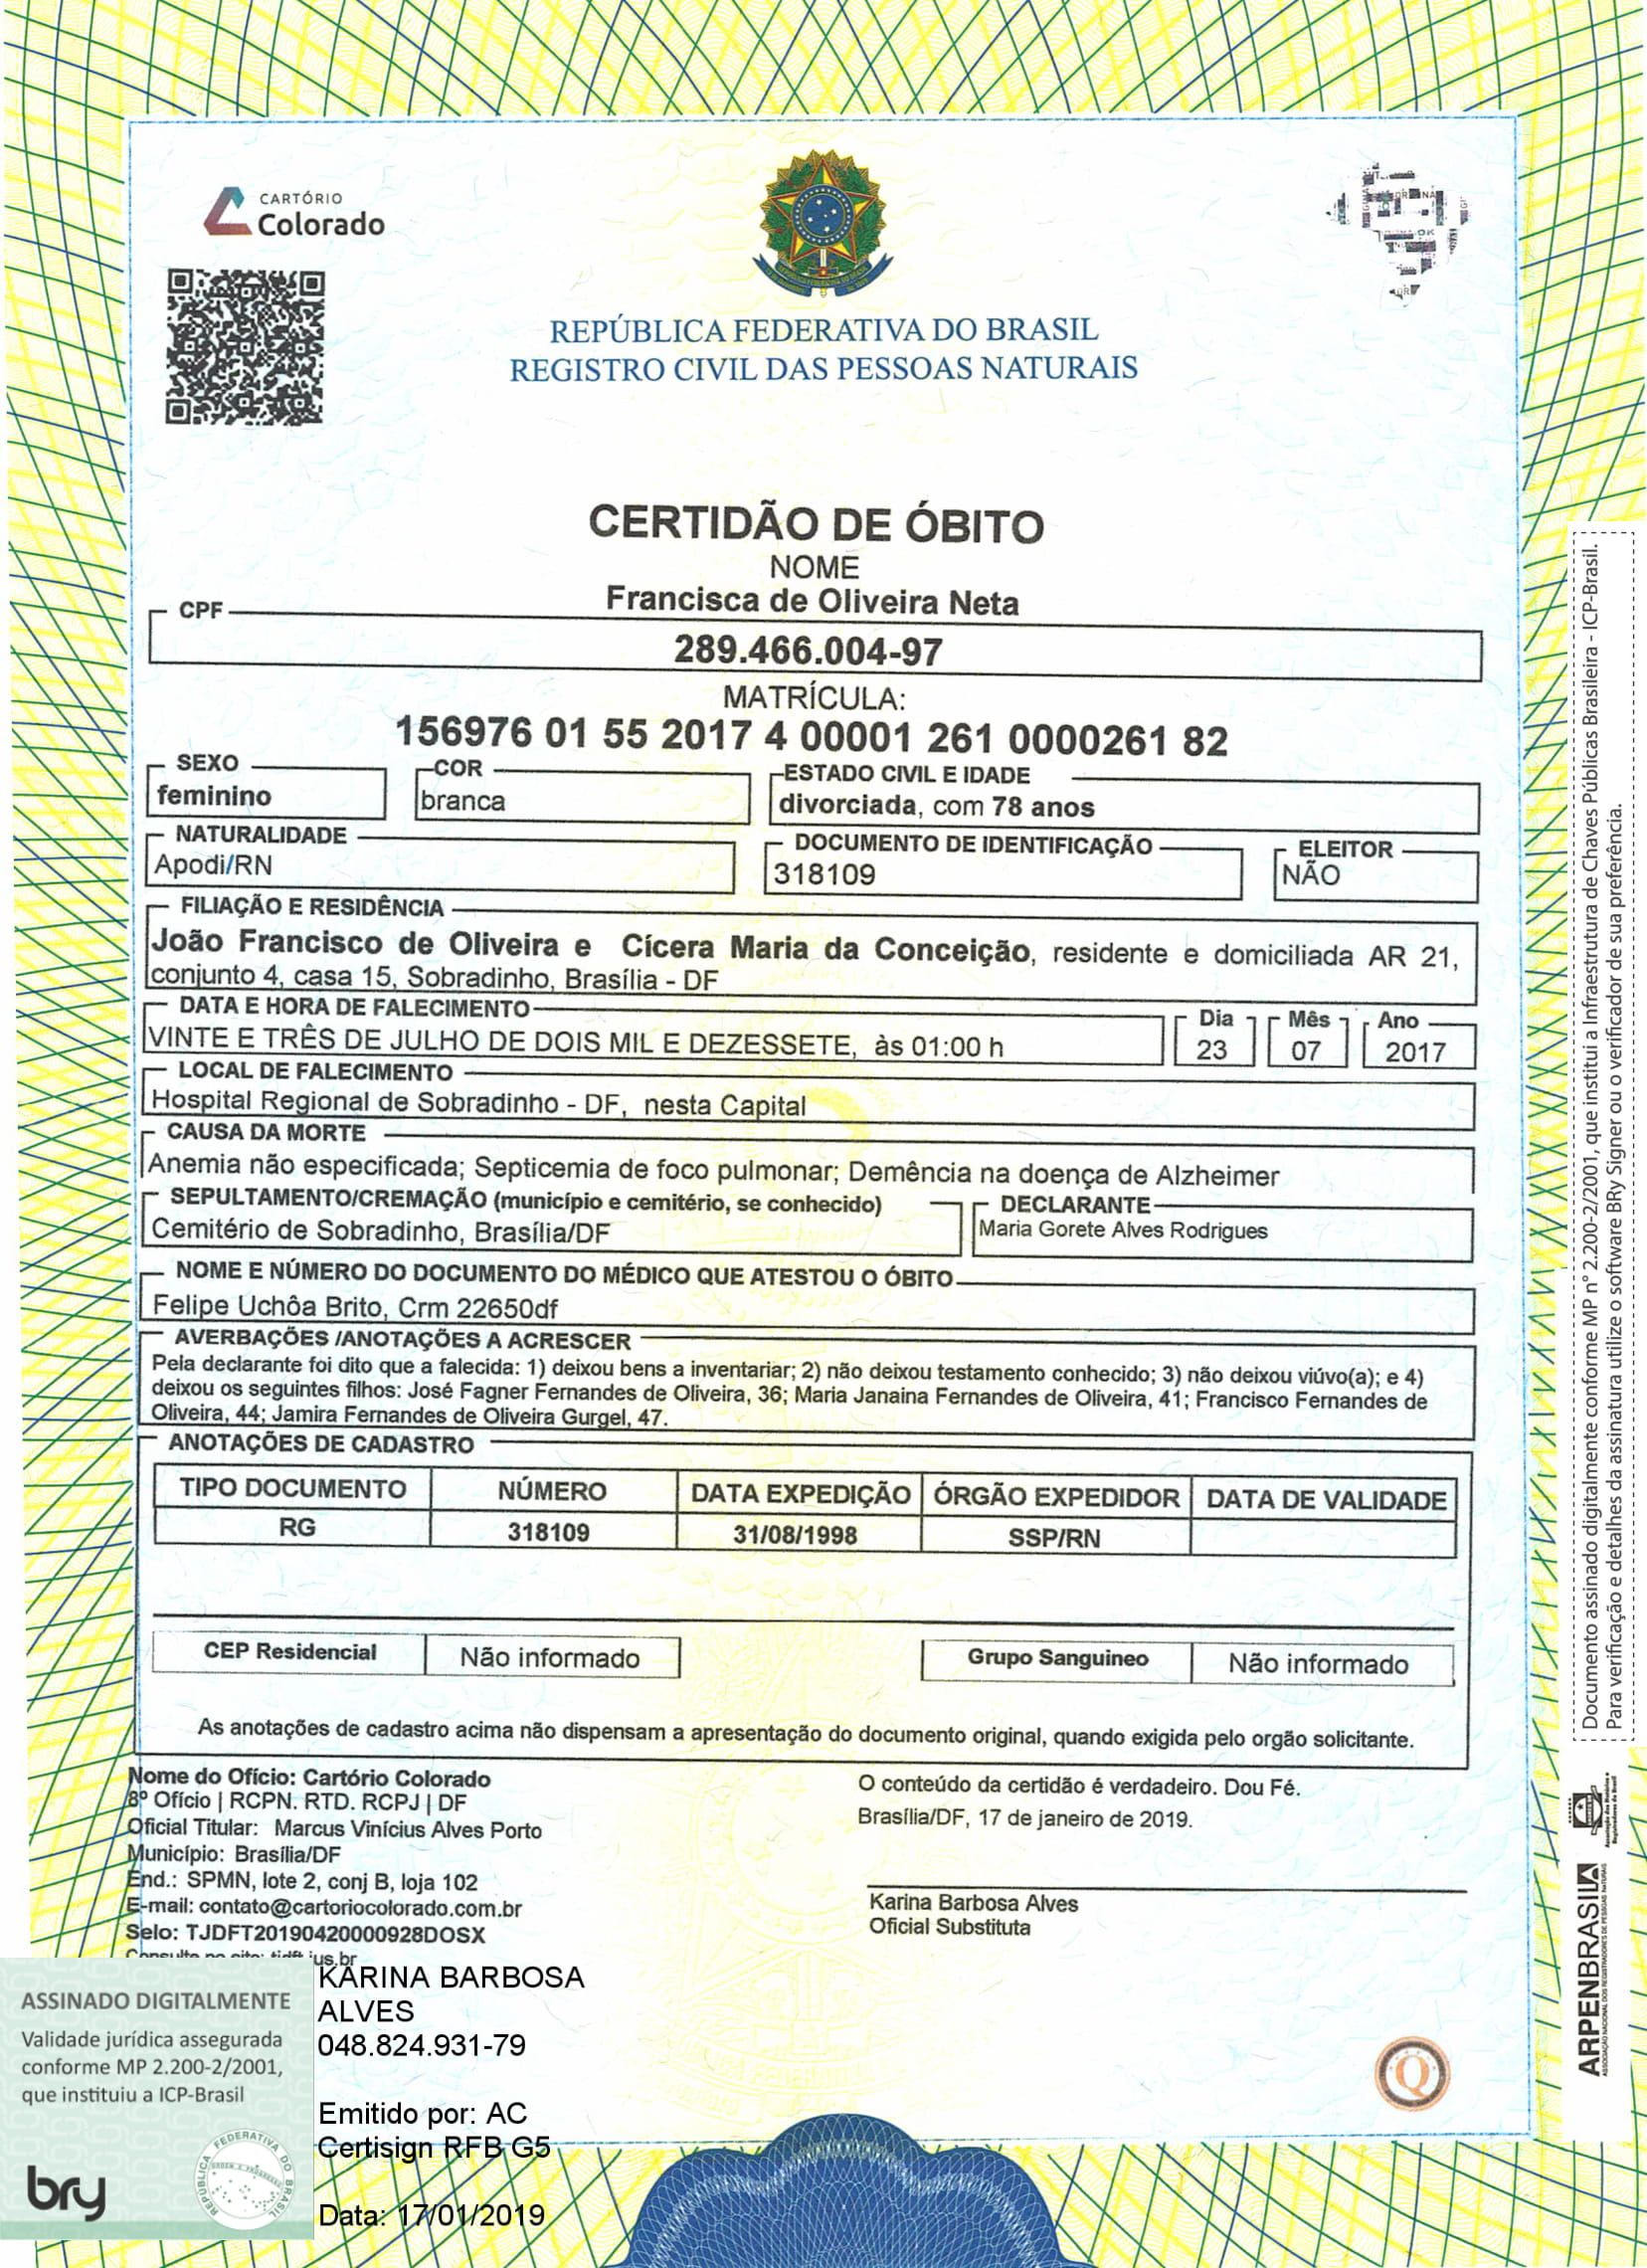 CARTÓRIO
Colorado
REPÚBLICA FEDERATIVA DO BRASIL
REGISTRO CIVIL DAS PESSOAS NATURAIS
CERTIDÃO DE ÓBITO
NOME
Francisca de Oliveira Neta
CPF
289.466.004-97
MATRÍCULA:
156976 01 55 2017 4 00001 261 0000261 82
SEXO
feminino
COR
branca
ESTADO CIVIL E IDADE
divorciada, com 78 anos
NATURALIDADE
Apodi/RN
DOCUMENTO DE IDENTIFICAÇÃO
318109
ELEITOR
NÃO
FILIAÇÃO E RESIDÊNCIA
João Francisco de Oliveira e Cícera Maria da Conceição, residente e domiciliada AR 21,
conjunto 4, casa 15, Sobradinho, Brasília - DF
DATA E HORA DE FALECIMENTO
VINTE E TRÊS DE JULHO DE DOIS MIL E DEZESSETE, às 01:00 h
Dia
23
Mês
07
Ano
2017
LOCAL DE FALECIMENTO
Hospital Regional de Sobradinho - DF, nesta Capital
CAUSA DA MORTE
Anemia não especificada; Septicemia de foco pulmonar; Demência na doença de Alzheimer
SEPULTAMENTO/CREMAÇÃO (município e cemitério, se conhecido)
Cemitério de Sobradinho, Brasília/DF
DECLARANTE
Maria Gorete Alves Rodrigues
NOME E NÚMERO DO DOCUMENTO DO MÉDICO QUE ATESTOU O ÓBITO
Felipe Uchôa Brito, Crm 22650df
AVERBAÇÕES /ANOTAÇÕES A ACRESCER
Pela declarante foi dito que a falecida: 1) deixou bens a inventariar; 2) não deixou testamento conhecido; 3) não deixou viúvo(a); e 4)
deixou os seguintes filhos: José Fagner Fernandes de Oliveira, 36; Maria Janaina Fernandes de Oliveira, 41; Francisco Fernandes de
Oliveira, 44; Jamira Fernandes de Oliveira Gurgel, 47.
ANOTAÇÕES DE CADASTRO
TIPO DOCUMENTO NÚMERO DATA EXPEDIÇÃO ÓRGÃO EXPEDIDOR DATA DE VALIDADE
RG 318109 31/08/1998 SSP/RN
CEP Residencial Não informado Grupo Sanguineo Não informado
As anotações de cadastro acima não dispensam a apresentação do documento original, quando exigida pelo orgão solicitante.
Nome do Ofício: Cartório Colorado
8º Ofício | RCPN. RTD. RCPJ | DF
Oficial Titular: Marcus Vinícius Alves Porto
Município: Brasília/DF
End.: SPMN, lote 2, conj B, loja 102
E-mail: contato@cartoriocolorado.com.br
Selo: TJDFT20190420000928DOSX
Consulte no site: tjdft.jus.br
O conteúdo da certidão é verdadeiro. Dou Fé.
Brasília/DF, 17 de janeiro de 2019.
Karina Barbosa Alves
Oficial Substituta
ASSINADO DIGITALMENTE
Validade jurídica assegurada
conforme MP 2.200-2/2001,
que instituiu a ICP-Brasil
bry
REPÚBLICA FEDERATIVA DO BRASIL
KARINA BARBOSA
ALVES
048.824.931-79
Emitido por: AC
Certisign RFB G5
Data: 17/01/2019
Q
Documento assinado digitalmente conforme MP nº 2.200-2/2001, que institui a Infraestrutura de Chaves Públicas Brasileira - ICP-Brasil.
Para verificação e detalhes da assinatura utilize o software BRy Signer ou o verificador de sua preferência.
ARPENBRASIL
ASSOCIAÇÃO NACIONAL DOS REGISTRADORES DE PESSOAS NATURAIS